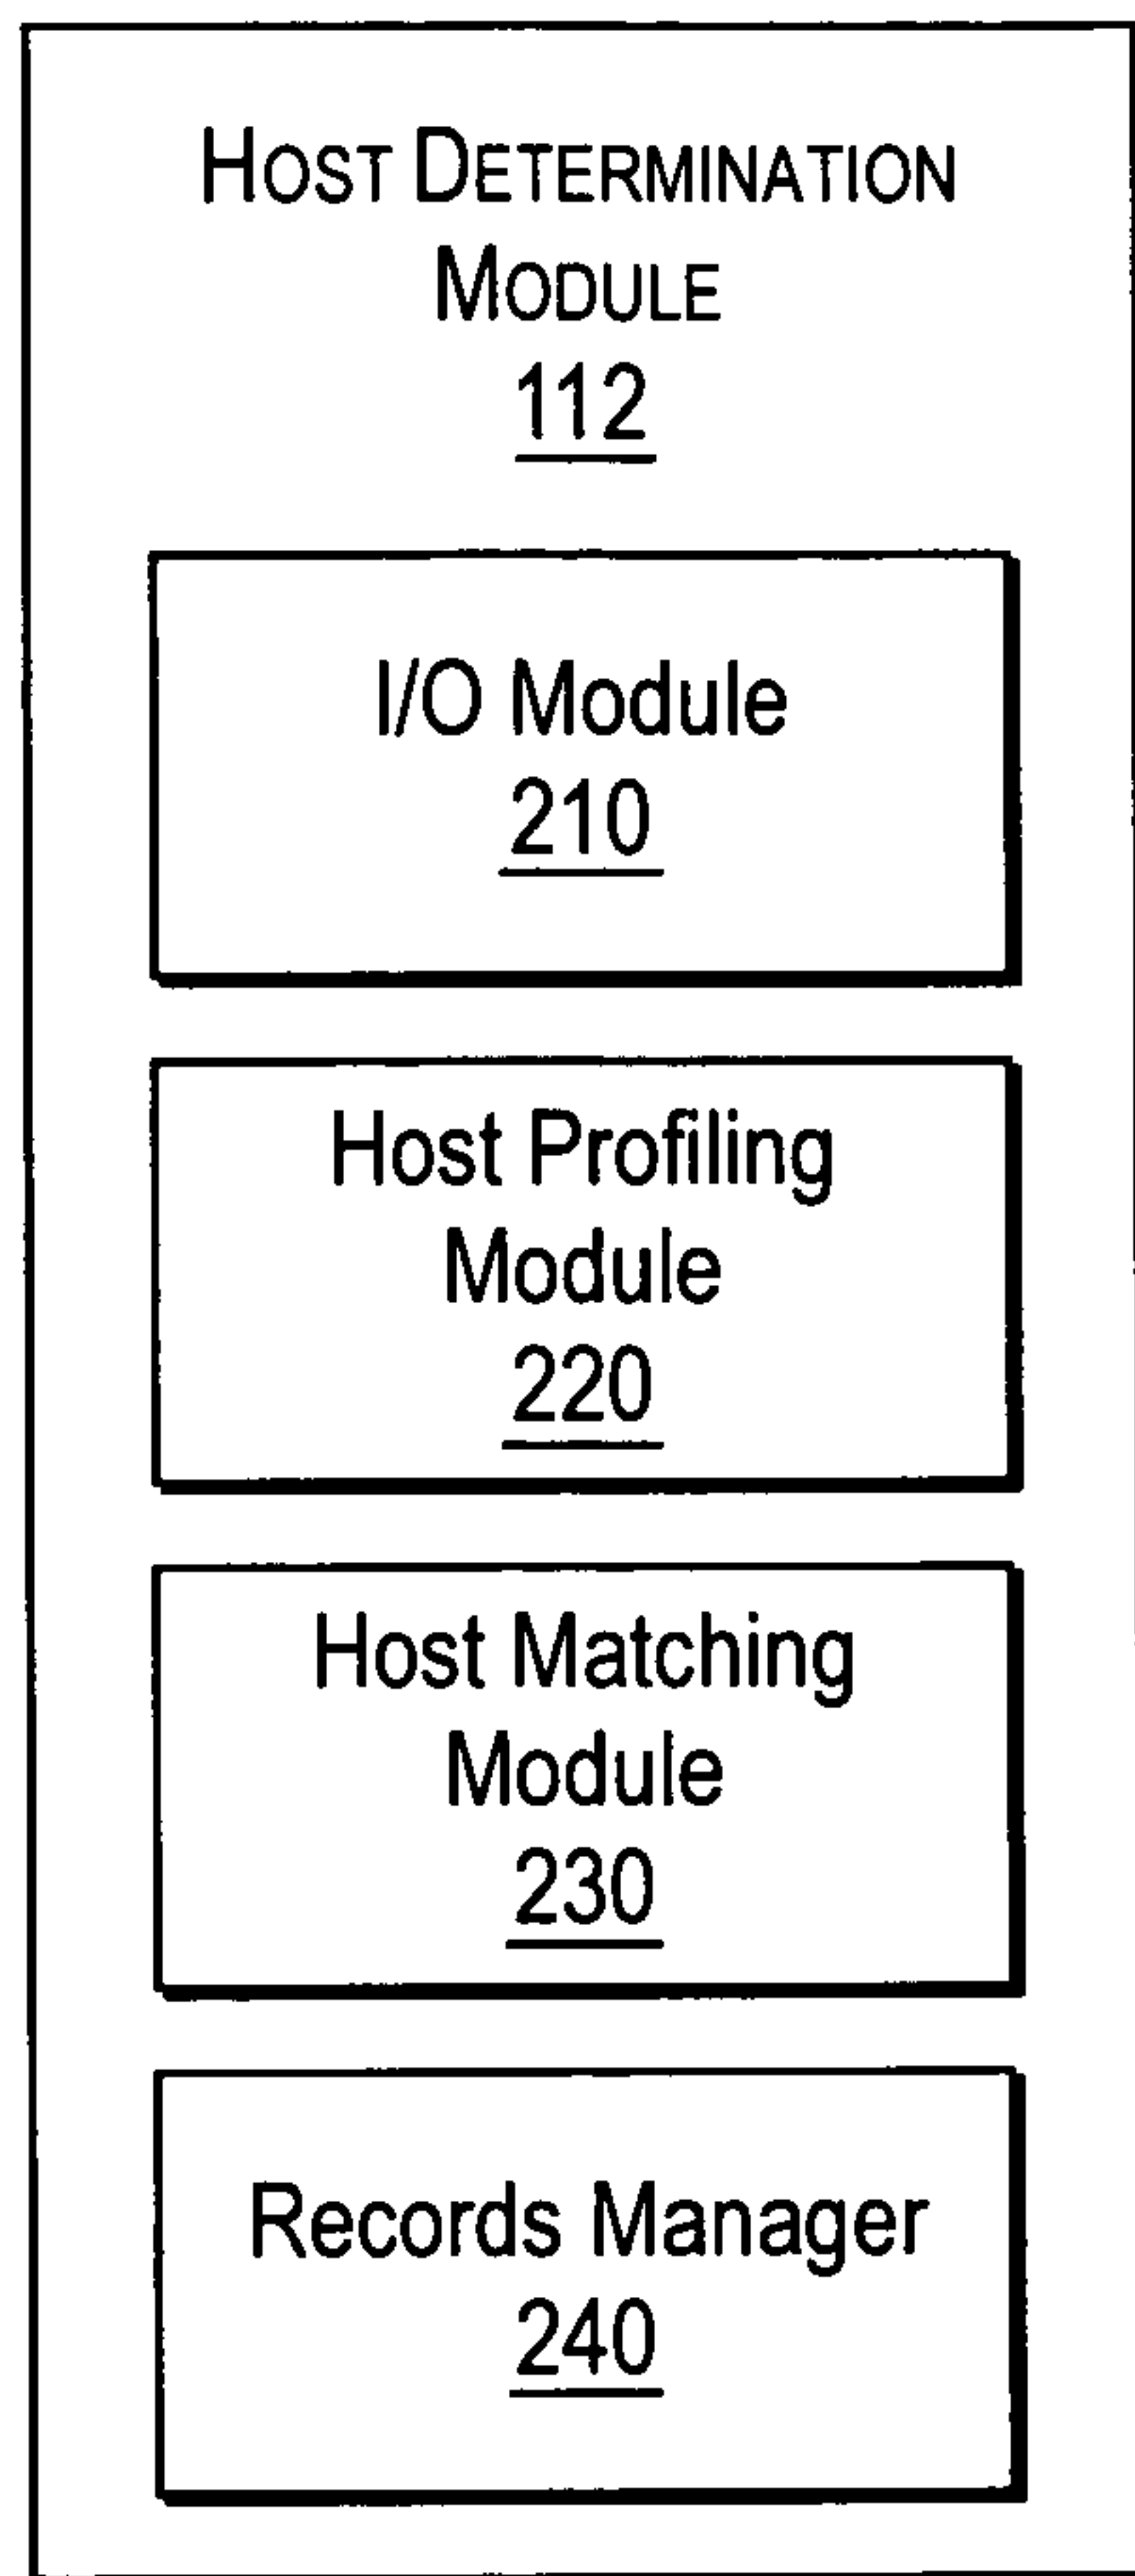 HOST DETERMINATION
MODULE
112
I/O Module
210
Host Profiling
Module
220
Host Matching
Module
230
Records Manager
240